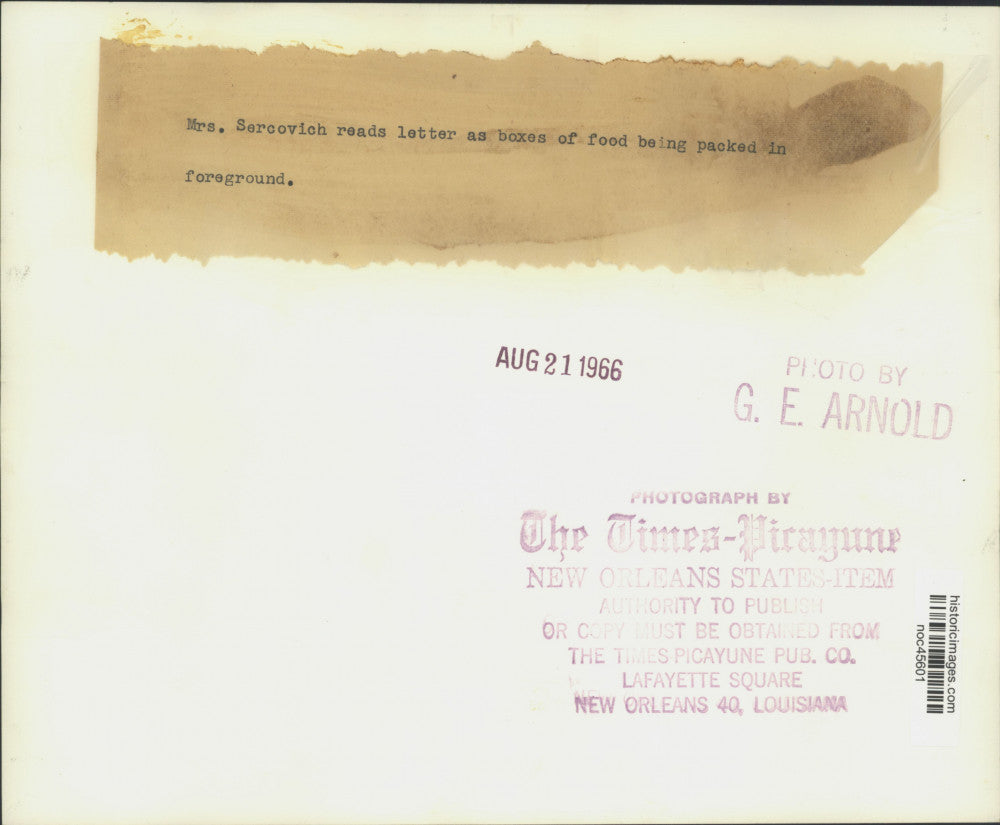 Mrs. Sercovich reads letter as boxes of food being packed in
foreground.
AUG 21 1966
PHOTO BY
G. E. ARNOLD
PHOTOGRAPH BY
The Times-Picayune
NEW ORLEANS STATES-ITEM
AUTHORITY TO PUBLISH
OR COPY MUST BE OBTAINED FROM
THE TIMES PICAYUNE PUB. CO.
LAFAYETTE SQUARE
NEW ORLEANS 40, LOUISIANA
historicimages.com
noc45601